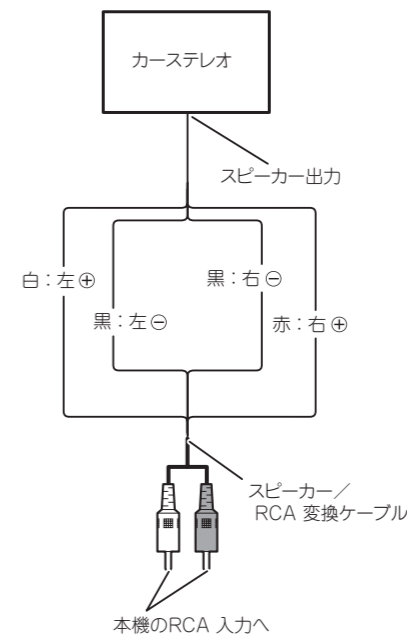 カーステレオ
スピーカー出力
白：左⊕
黒：右⊖
黒：左⊖
赤：右⊕
スピーカー／
RCA 変換ケーブル
本機のRCA 入力へ